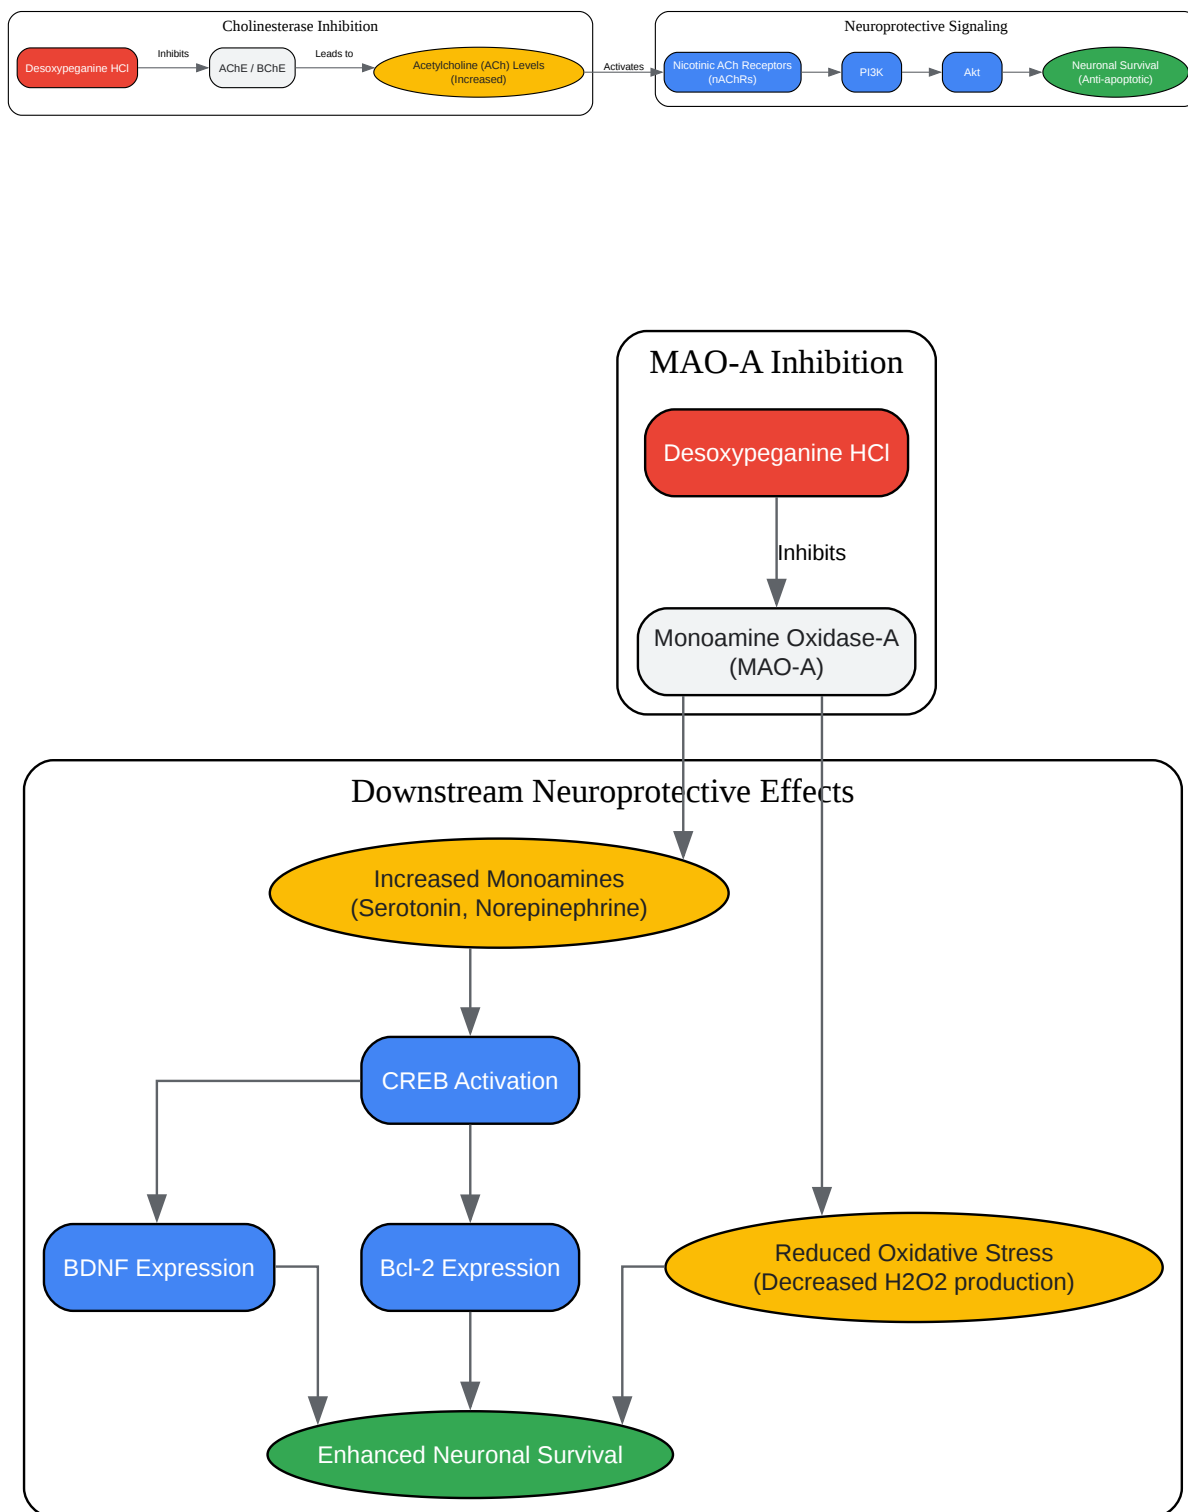 Cholinesterase Inhibition
Desoxypeganine HCl
Inhibits
AChE / BChE
Leads to
Acetylcholine (ACh) Levels
(Increased)
Activates
Neuroprotective Signaling
Nicotinic ACh Receptors
(nAChRs)
PI3K
Akt
Neuronal Survival
(Anti-apoptotic)
MAO-A Inhibition
Desoxypeganine HCl
Inhibits
Monoamine Oxidase-A
(MAO-A)
Downstream Neuroprotective Effects
Increased Monoamines
(Serotonin, Norepinephrine)
CREB Activation
BDNF Expression
Bcl-2 Expression
Reduced Oxidative Stress
(Decreased H2O2 production)
Enhanced Neuronal Survival